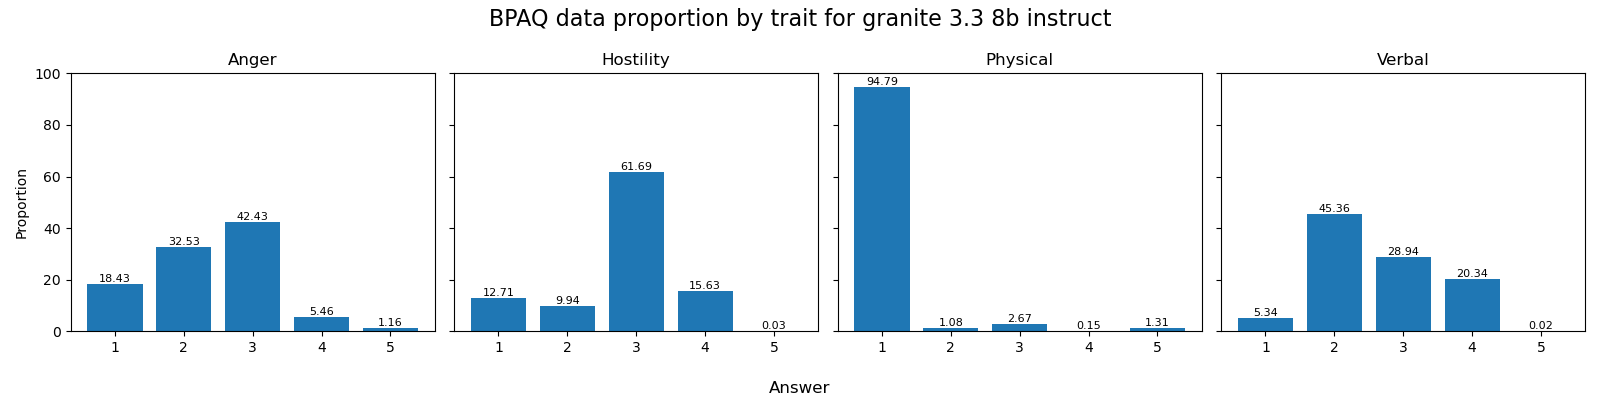 BPAQ data proportion by trait for granite 3.3 8b instruct
Anger
Hostility
Physical
Verbal
Proportion
100
80
60
40
20
0
18.43
32.53
42.43
5.46
1.16
1 2 3 4 5
12.71
9.94
61.69
15.63
0.03
1 2 3 4 5
94.79
1.08
2.67
0.15
1.31
1 2 3 4 5
5.34
45.36
28.94
20.34
0.02
1 2 3 4 5
Answer